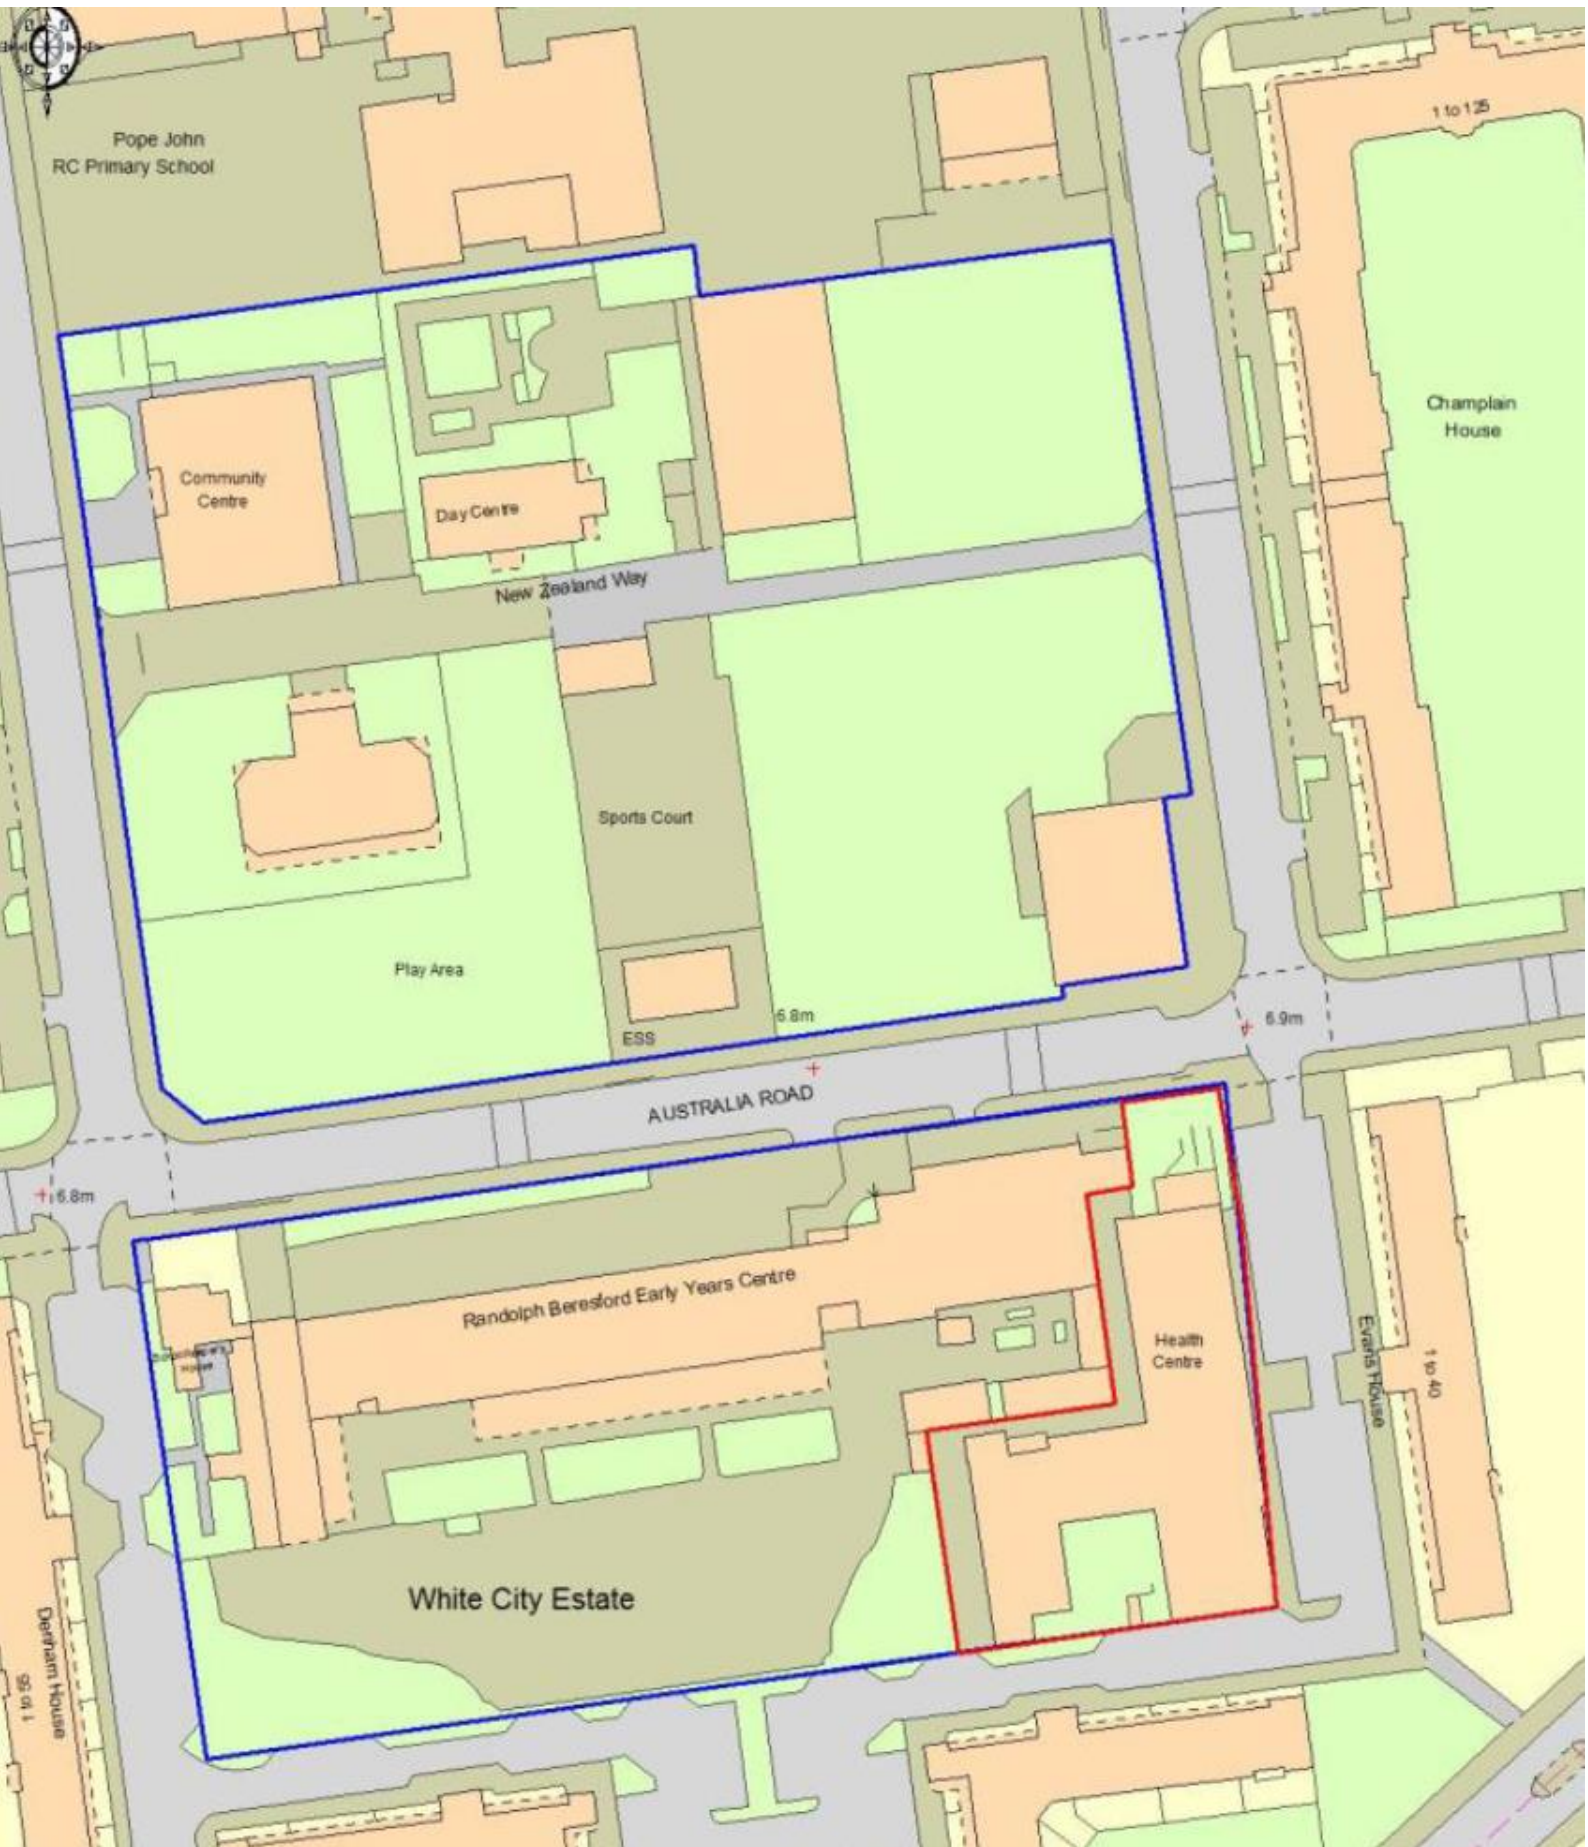 Pope John
RC Primary School
1 to 125
Champlain
House
Community
Centre
Day Centre
New Zealand Way
Sports Court
Play Area
ESS
6.8m
6.9m
AUSTRALIA ROAD
6.8m
Randolph Beresford Early Years Centre
House
Health
Centre
Evans House
1 to 40
White City Estate
Denham House